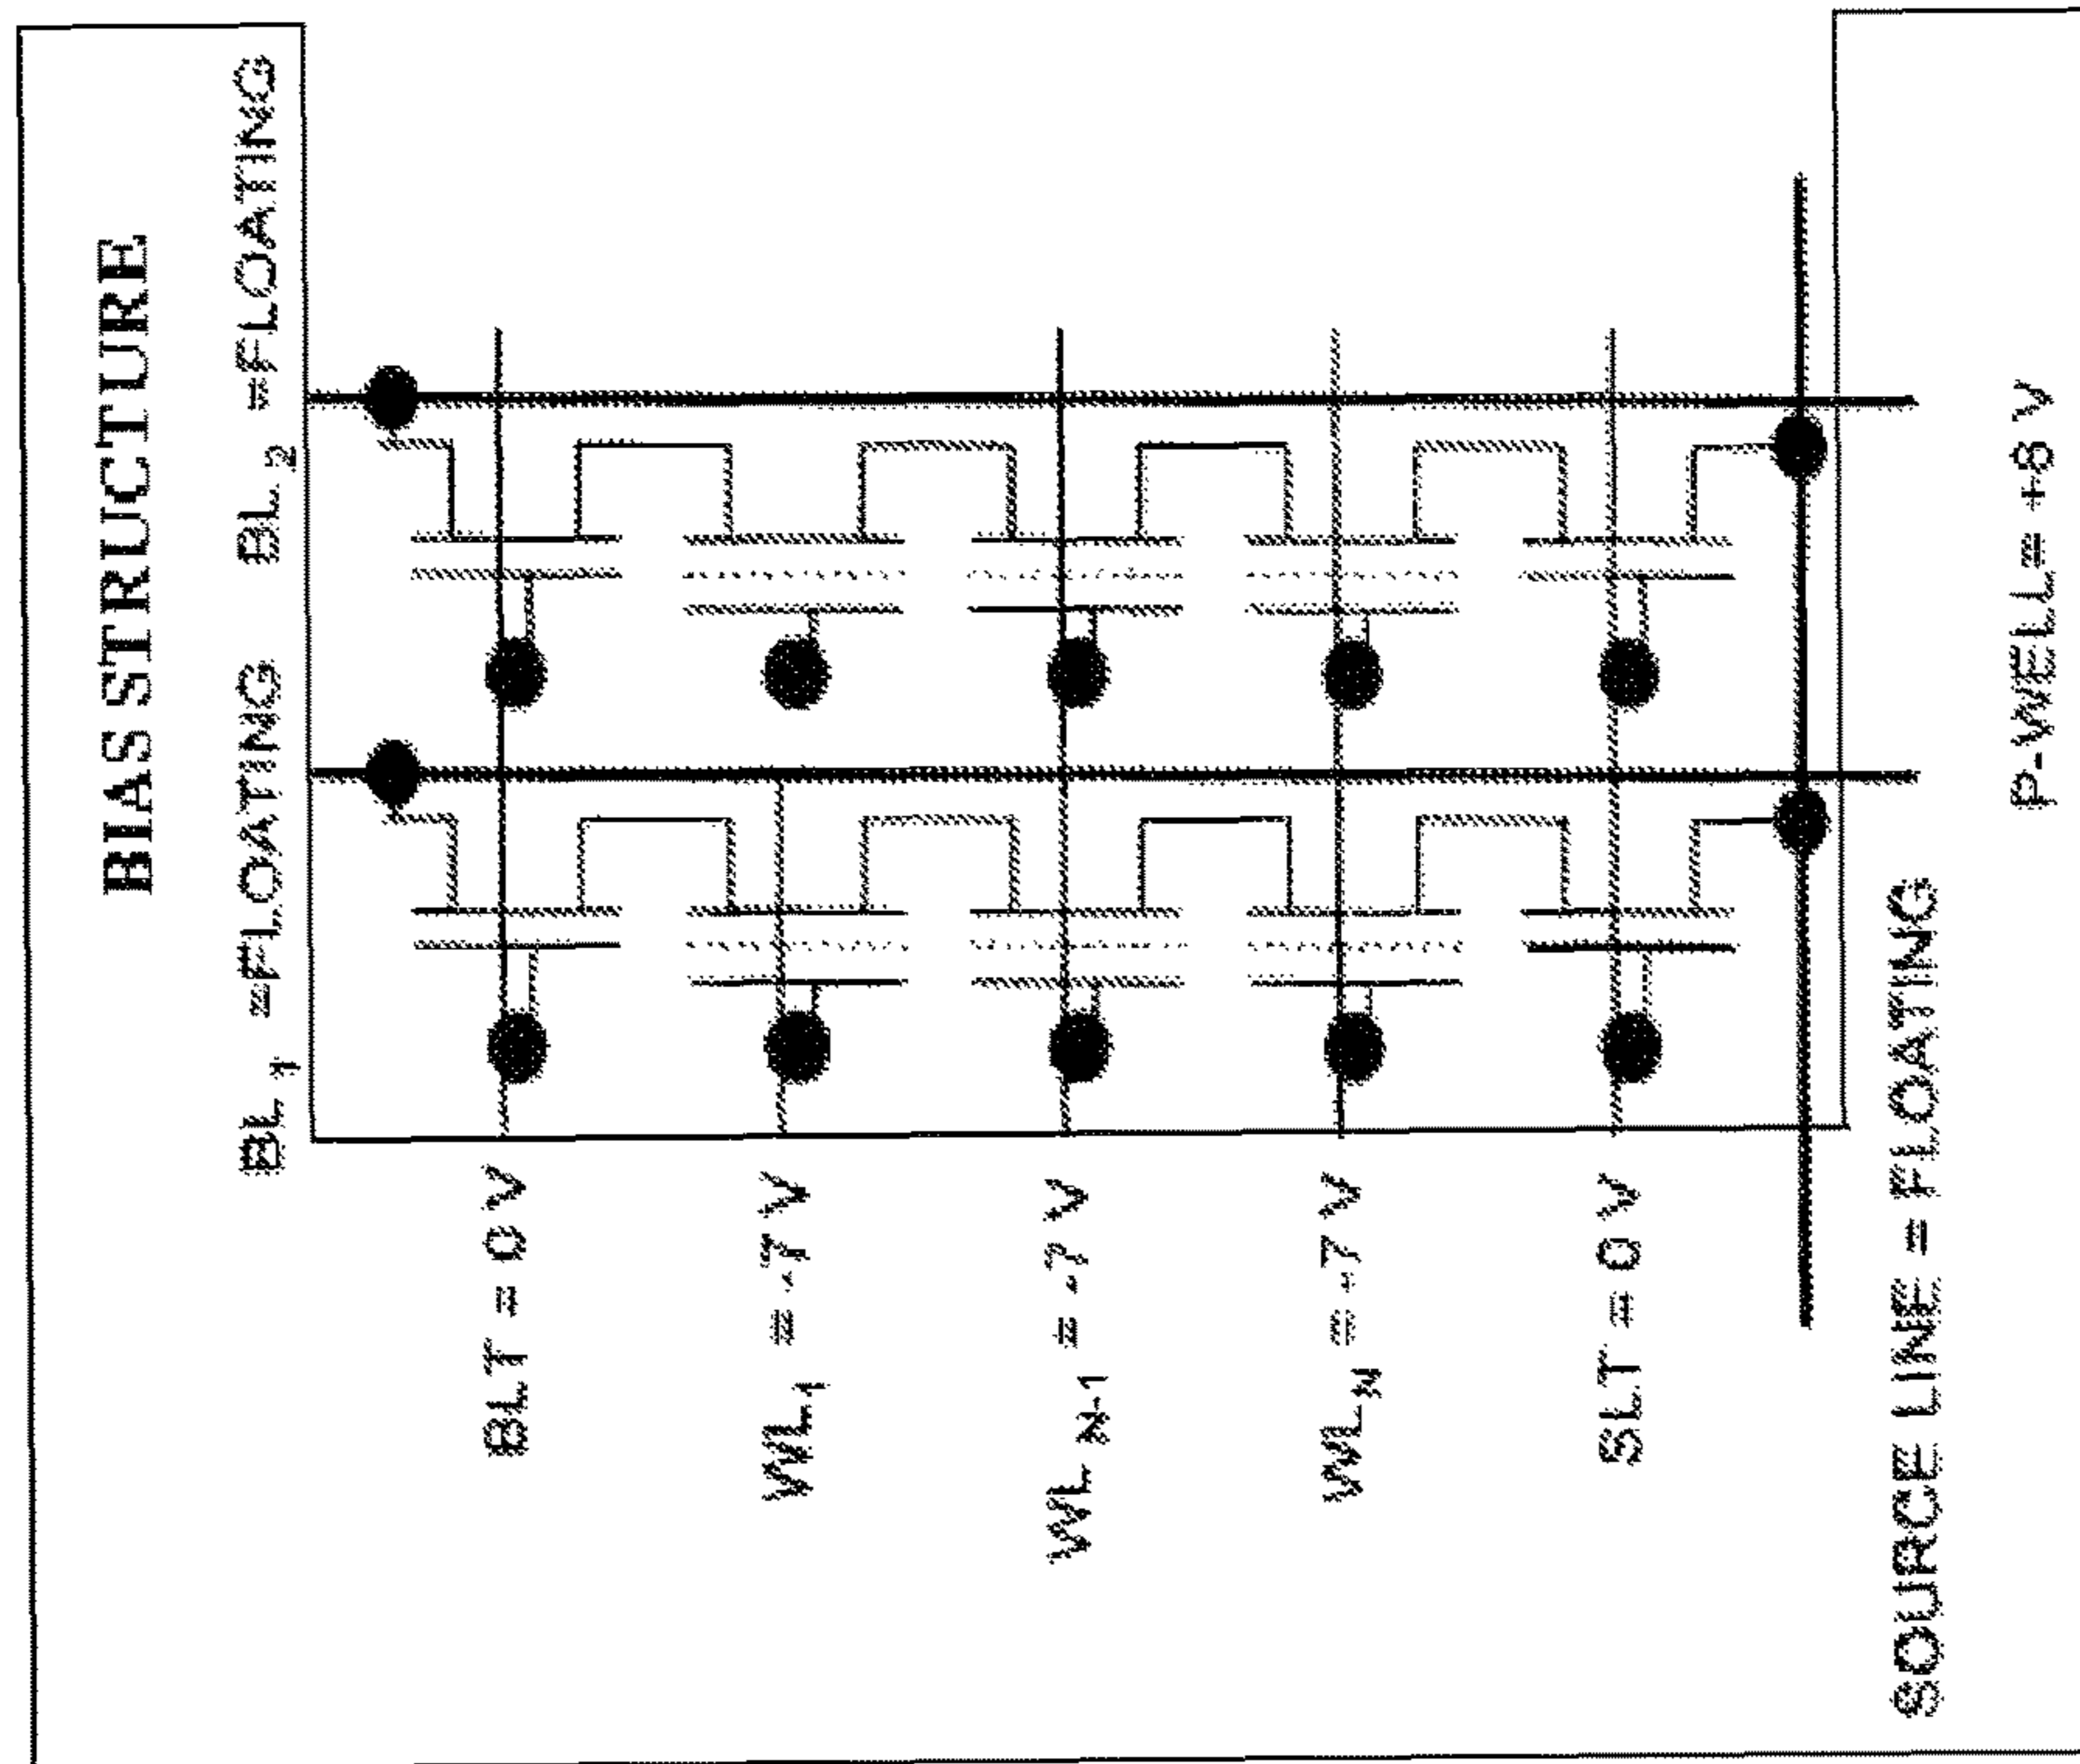 BIAS STRUCTURE
BL1 =FLOATING BL2 =FLOATING
BLT = 0 V
WL1 = -7 V
WL N-1 = -7 V
WLN = -7 V
SLT = 0 V
SOURCE LINE = FLOATING
P-WELL= +8 V